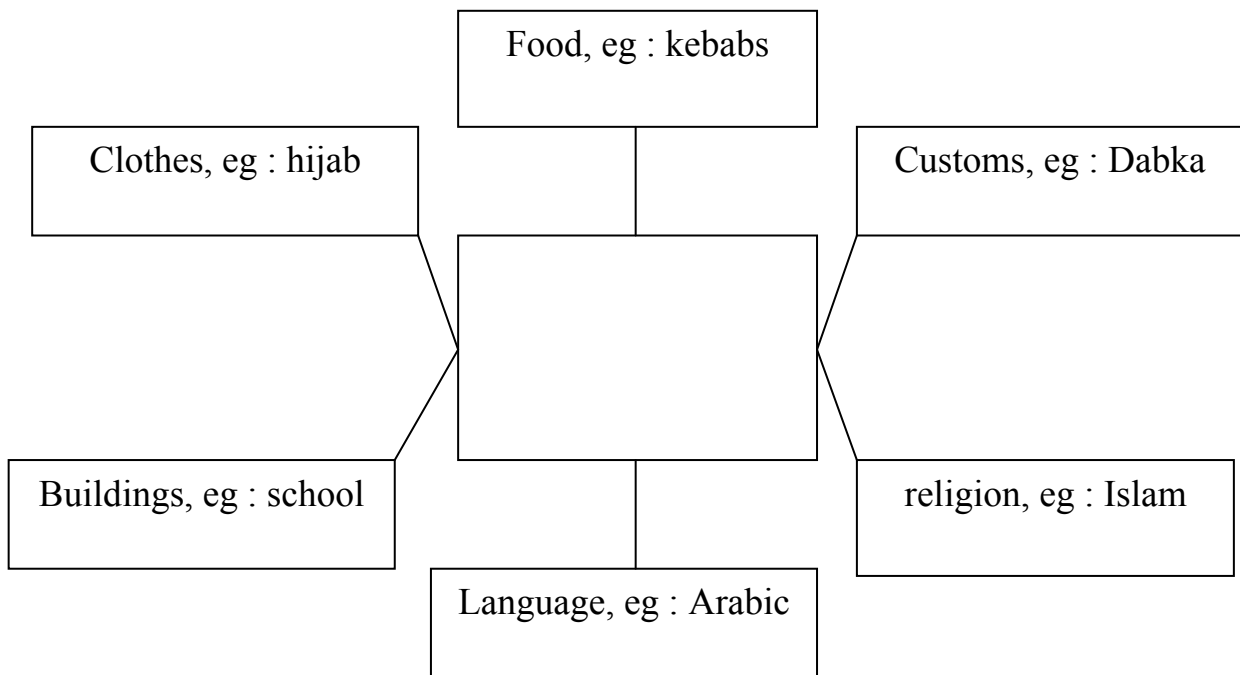 Food, eg : kebabs
Clothes, eg : hijab
Customs, eg : Dabka
Buildings, eg : school
religion, eg : Islam
Language, eg : Arabic